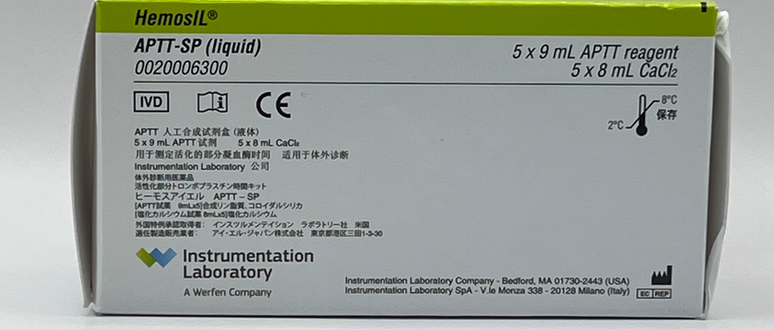 HemosIL®
APTT-SP (liquid)
0020006300
5 x 9 mL APTT reagent
5 x 8 mL CaCl₂
IVD
i
CE
8°C
2°C
保存
APTT 人工合成试剂盒 (液体)
5 x 9 mL APTT 试剂 5 x 8 mL CaCl₂
用于测定活化的部分凝血酶时间 适用于体外诊断
Instrumentation Laboratory 公司
体外診断用医薬品
活性化部分トロンボプラスチン時間キット
ヒーモスアイエル APTT－SP
[APTT試薬 9mLx5]合成リン脂質、コロイダルシリカ
[塩化カルシウム試薬 8mLx5]塩化カルシウム
外国特例承認取得者： インスツルメンテイション ラボラトリー社 米国
選任製造販売業者： アイ・エル・ジャパン株式会社 東京都港区三田1-3-30
Instrumentation
Laboratory
A Werfen Company
Instrumentation Laboratory Company - Bedford, MA 01730-2443 (USA)
Instrumentation Laboratory SpA - V.le Monza 338 - 20128 Milano (Italy)
EC REP